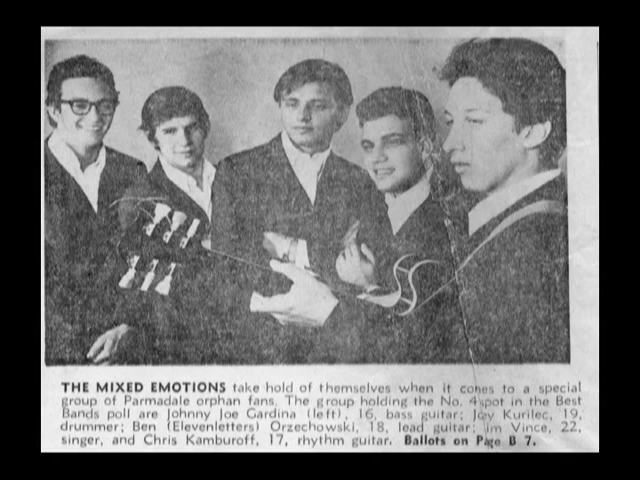 THE MIXED EMOTIONS take hold of themselves when it comes to a special
group of Parmadale orphan fans. The group holding the No. 4 spot in the Best
Bands poll are Johnny Joe Gardina (left), 16, bass guitar; Jay Kurilec, 19,
drummer; Ben (Elevenletters) Orzechowski, 18, lead guitar; Jim Vince, 22,
singer, and Chris Kamburoff, 17, rhythm guitar. Ballots on Page B 7.